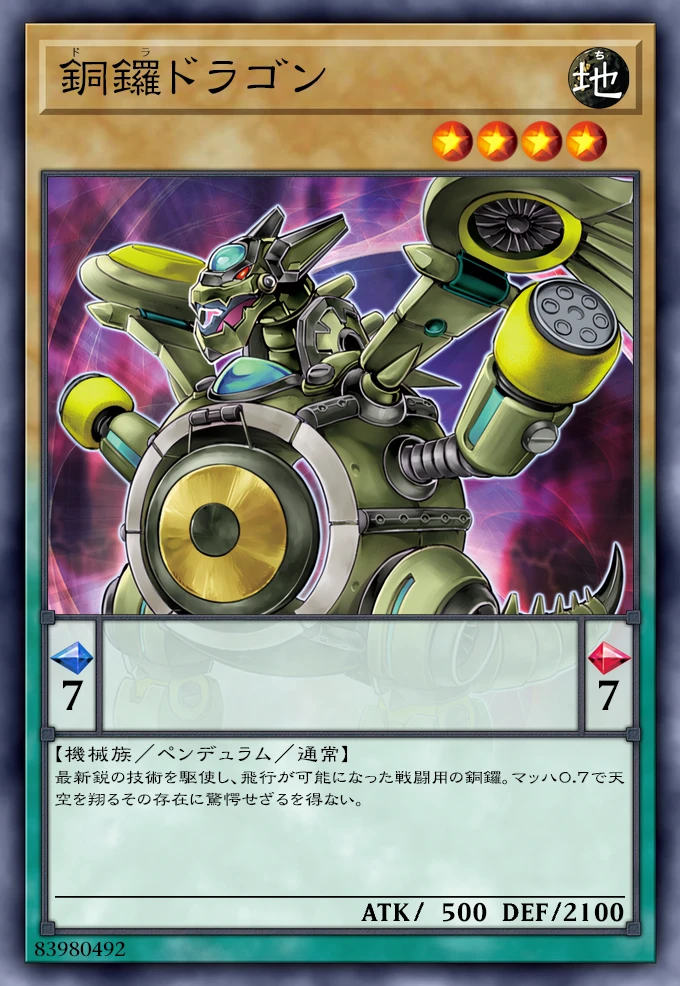 ドラ
銅鑼ドラゴン
ち
地
7
7
【機械族/ペンデュラム/通常】
最新鋭の技術を駆使し、飛行が可能になった戦闘用の銅鑼。マッハ0.7で天
空を翔るその存在に驚愕せざるを得ない。
ATK/ 500 DEF/2100
83980492